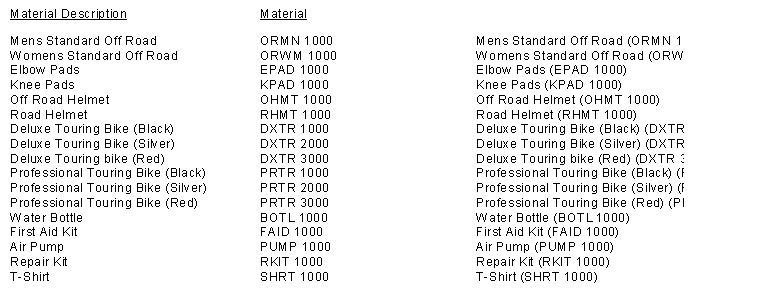 Material Description Material
Mens Standard Off Road ORMN 1000 Mens Standard Off Road (ORMN 1
Womens Standard Off Road ORWM 1000 Womens Standard Off Road (ORW
Elbow Pads EPAD 1000 Elbow Pads (EPAD 1000)
Knee Pads KPAD 1000 Knee Pads (KPAD 1000)
Off Road Helmet OHMT 1000 Off Road Helmet (OHMT 1000)
Road Helmet RHMT 1000 Road Helmet (RHMT 1000)
Deluxe Touring Bike (Black) DXTR 1000 Deluxe Touring Bike (Black) (DXTR
Deluxe Touring Bike (Silver) DXTR 2000 Deluxe Touring Bike (Silver) (DXTR
Deluxe Touring bike (Red) DXTR 3000 Deluxe Touring bike (Red) (DXTR 3
Professional Touring Bike (Black) PRTR 1000 Professional Touring Bike (Black) (
Professional Touring Bike (Silver) PRTR 2000 Professional Touring Bike (Silver) (
Professional Touring Bike (Red) PRTR 3000 Professional Touring Bike (Red) (
Water Bottle BOTL 1000 Water Bottle (BOTL 1000)
First Aid Kit FAID 1000 First Aid Kit (FAID 1000)
Air Pump PUMP 1000 Air Pump (PUMP 1000)
Repair Kit RKIT 1000 Repair Kit (RKIT 1000)
T-Shirt SHRT 1000 T-Shirt (SHRT 1000)